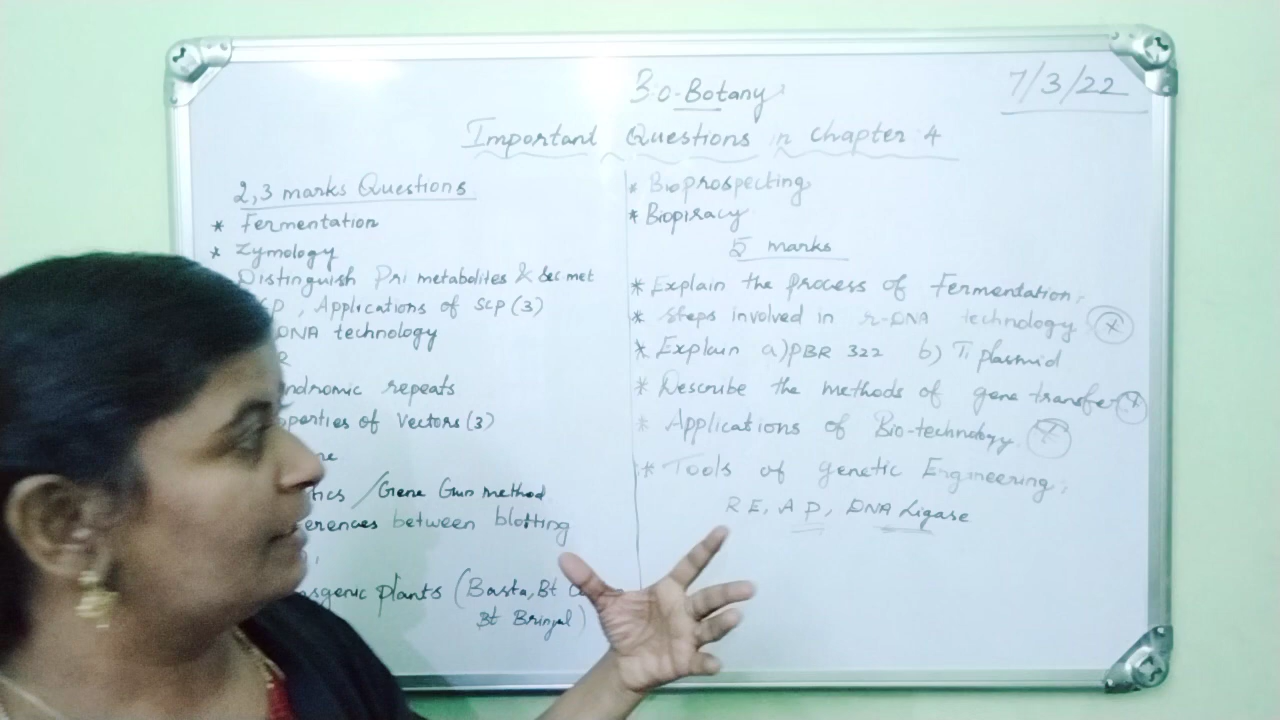 Bio-Botany
7/3/22
Important Questions in chapter 4
2,3 marks Questions
* Fermentation
* Zymology
Distinguish Pri metabolites & Sec met
P, Applications of SCP (3)
DNA technology
R
ndromic repeats
perties of Vectors (3)
ne
tics / Gene Gun method
erences between blotting
sgenic plants (Basta, Bt
Bt Brinjal)
* Bioprospecting
* Biopiracy
5 marks
* Explain the process of Fermentation,
* Steps involved in r-DNA technology *
* Explain a) PBR 322 b) Ti plasmid
* Describe the methods of gene transfer *
* Applications of Bio-technology. *
* Tools of genetic Engineering,
RE, AP, DNA Ligase